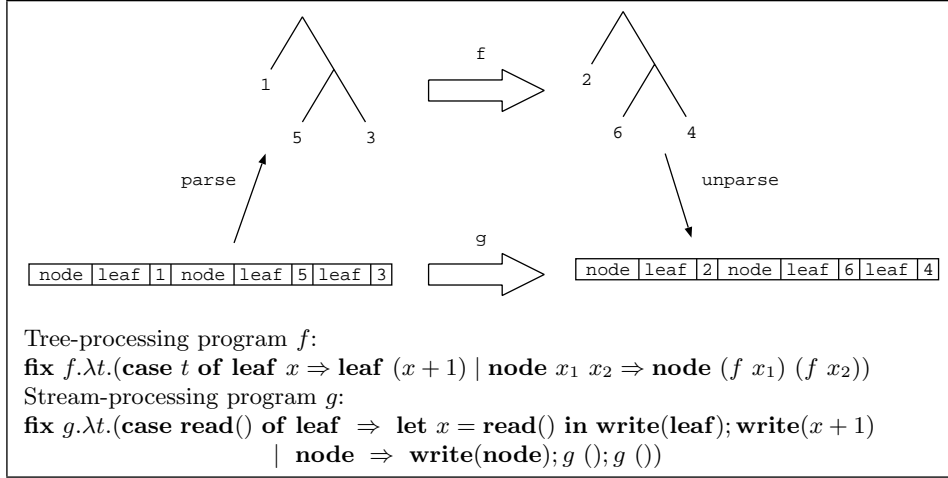 f
1
2
5 3
6 4
parse
unparse
g
node leaf 1 node leaf 5 leaf 3
node leaf 2 node leaf 6 leaf 4
Tree-processing program f:
fix f.λt.(case t of leaf x ⇒ leaf (x + 1) | node x₁ x₂ ⇒ node (f x₁) (f x₂))
Stream-processing program g:
fix g.λt.(case read() of leaf ⇒ let x = read() in write(leaf); write(x + 1)
| node ⇒ write(node); g (); g ())